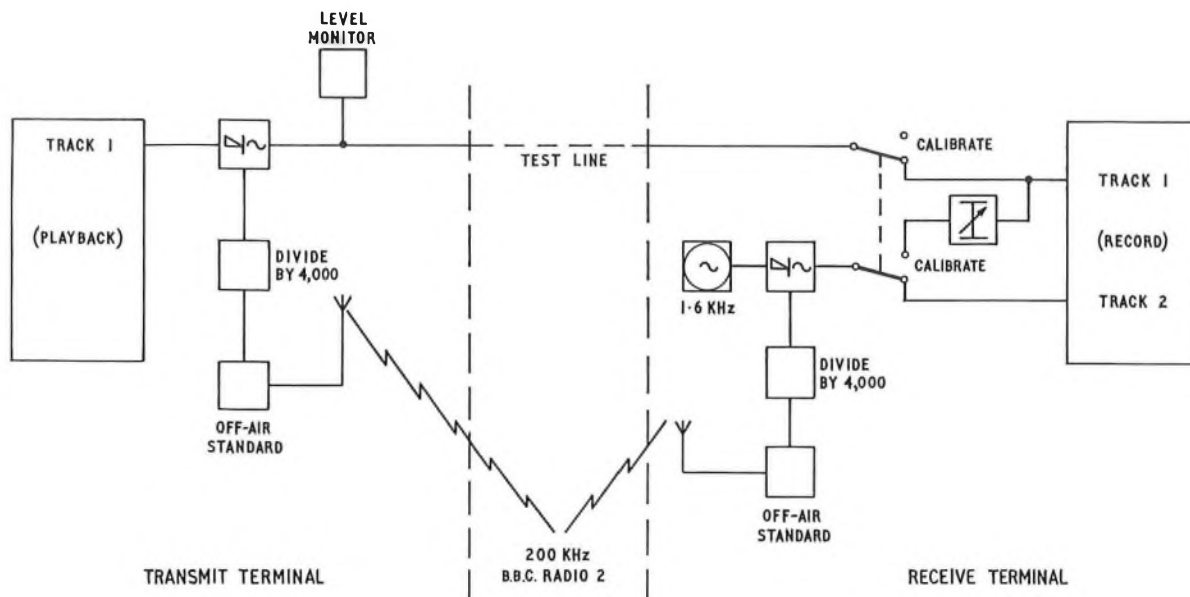 LEVEL
MONITOR
TRACK 1
(PLAYBACK)
DIVIDE
BY 4,000
OFF-AIR
STANDARD
TEST LINE
CALIBRATE
TRACK 1
(RECORD)
TRACK 2
CALIBRATE
~
1·6 KHz
DIVIDE
BY 4,000
OFF-AIR
STANDARD
200 KHz
B.B.C. RADIO 2
TRANSMIT TERMINAL
RECEIVE TERMINAL